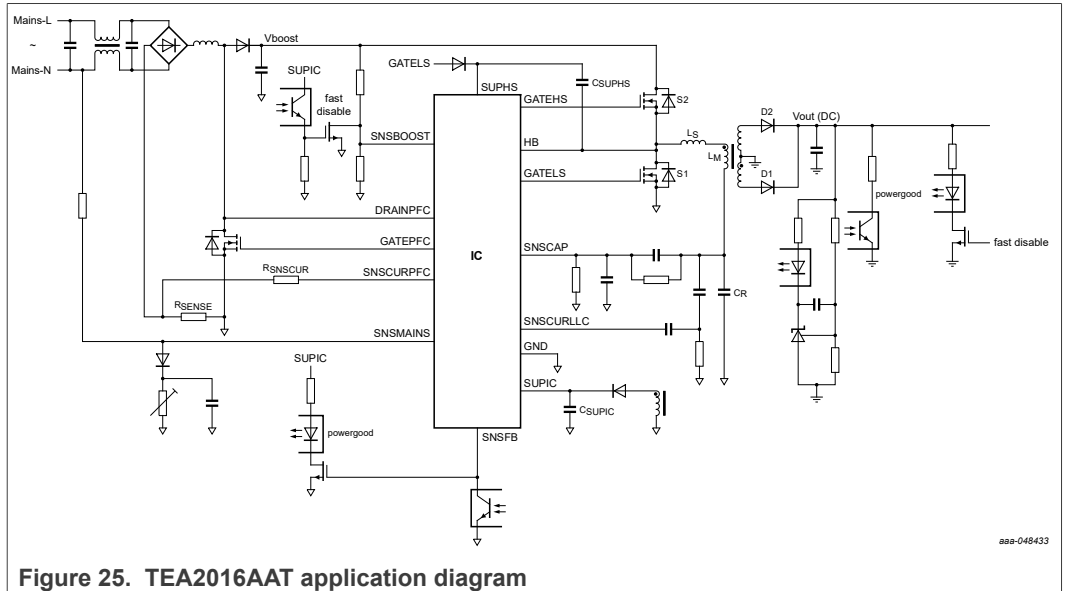 Mains-L
~
Mains-N
Vboost
SUPIC
fast
disable
GATELS
SUPHS
CSUPHS
GATEHS
S2
SNSBOOST
HB
LS
LM
D2
Vout (DC)
GATELS
S1
D1
powergood
fast disable
DRAINPFC
GATEPFC
IC
SNSCAP
RSNSCUR
SNSCURPFC
CR
RSENSE
SNSCURLLC
SNSMAINS
GND
SUPIC
SUPIC
CSUPIC
powergood
SNSFB
aaa-048433
Figure 25. TEA2016AAT application diagram